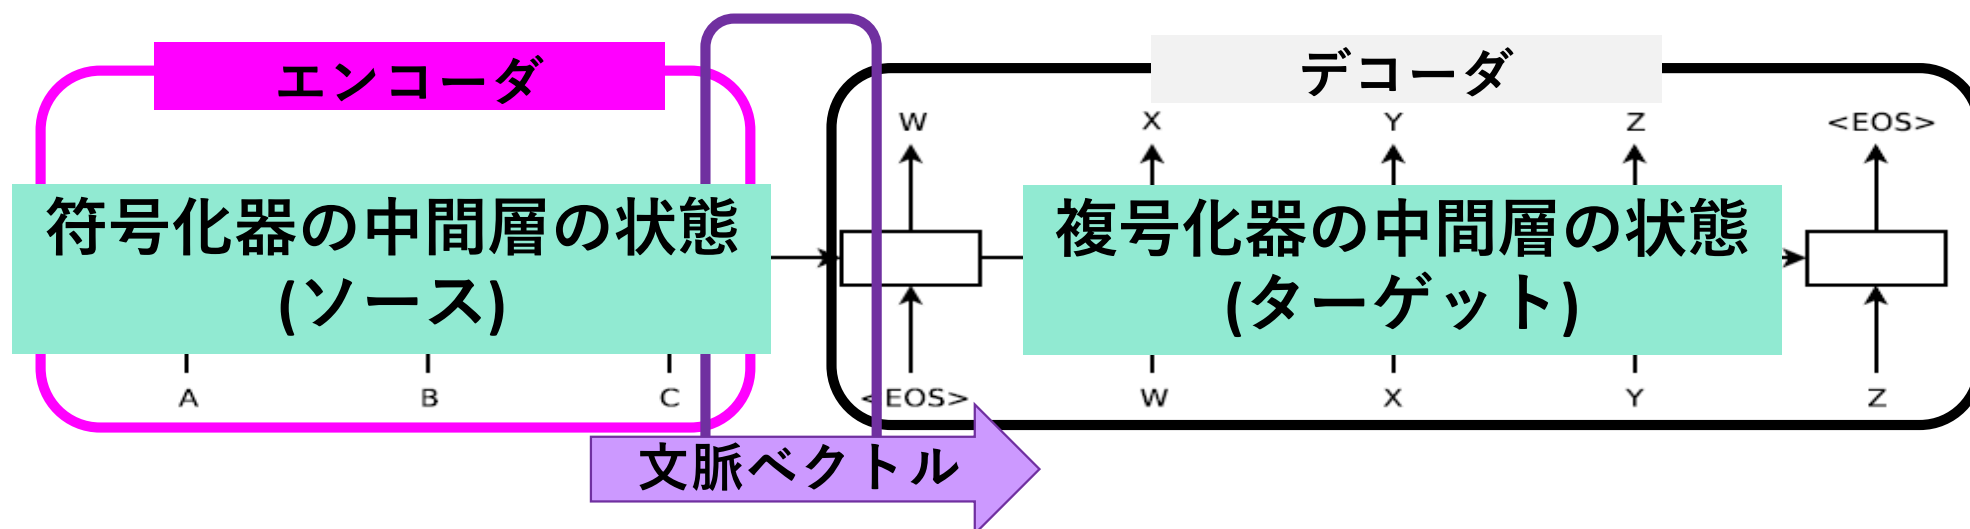 エンコーダ
デコーダ
W X Y Z <EOS>
符号化器の中間層の状態
(ソース)
複号化器の中間層の状態
(ターゲット)
A B C <EOS> W X Y Z
文脈ベクトル